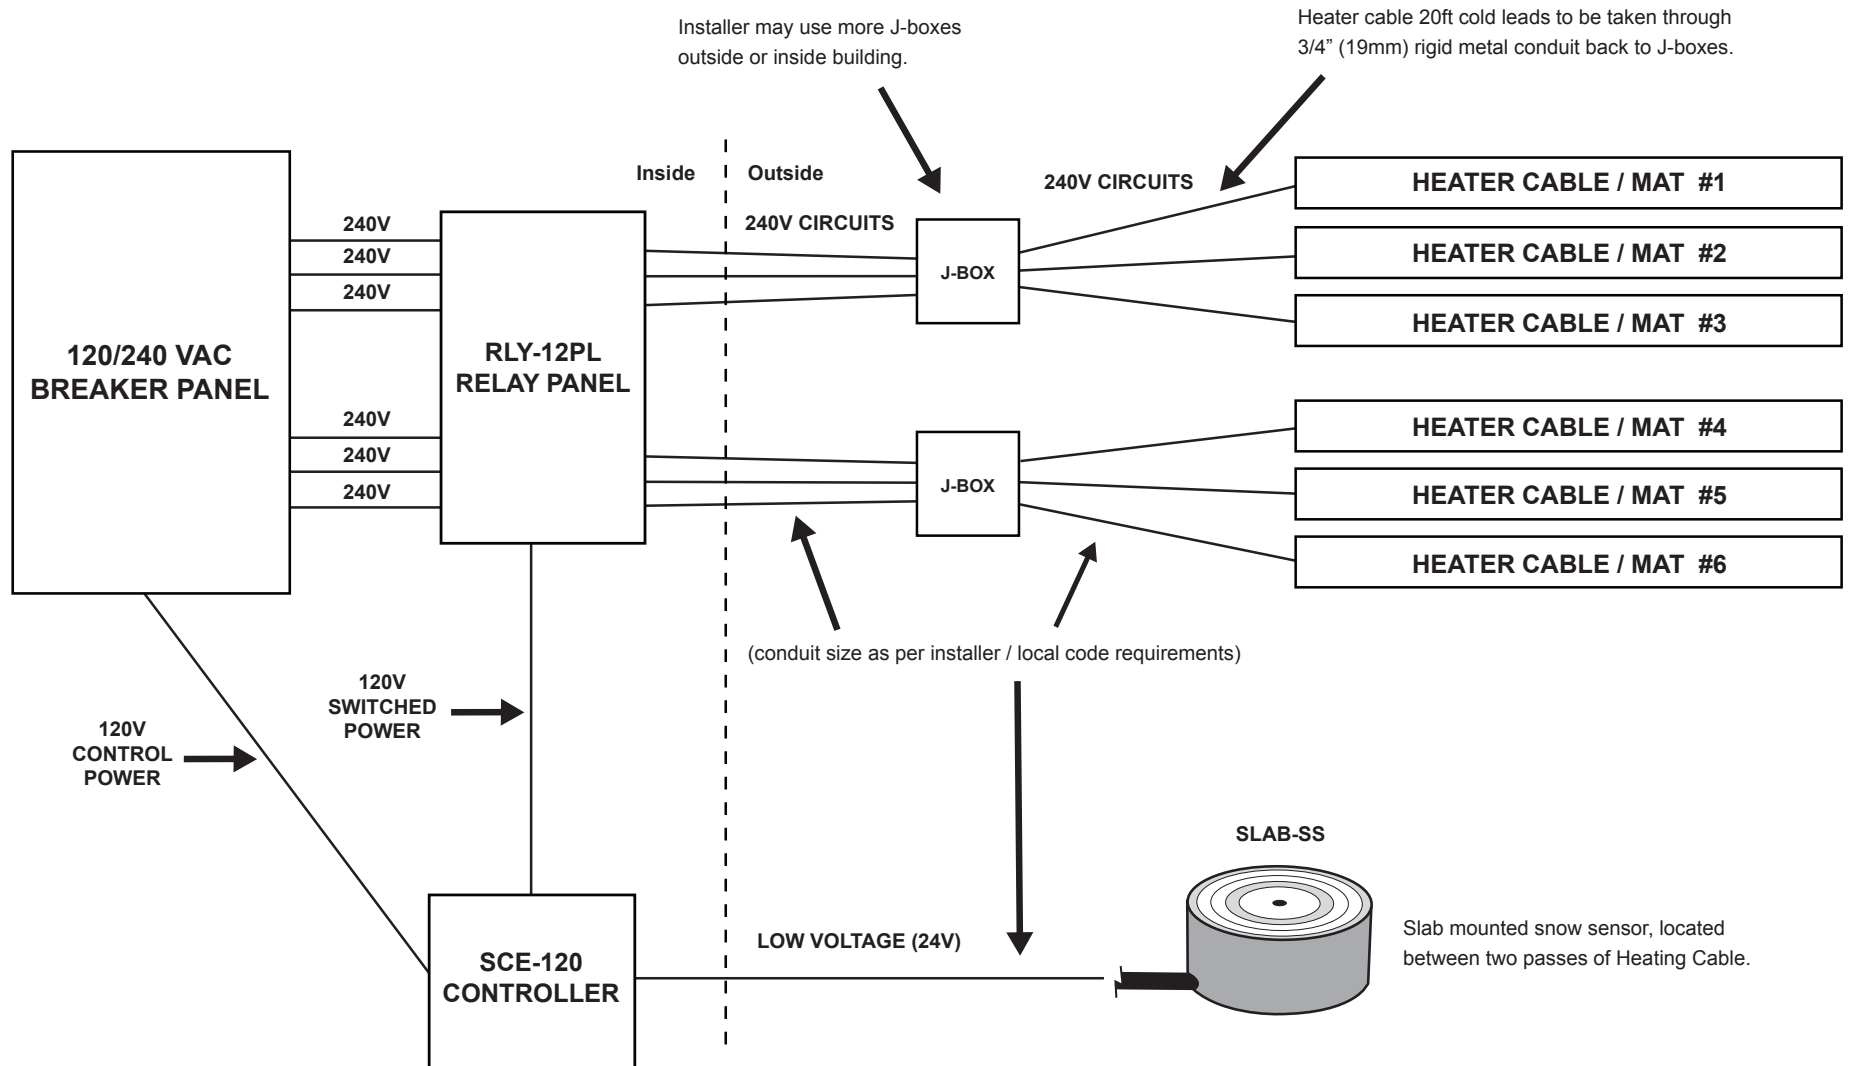 Installer may use more J-boxes
outside or inside building.
Heater cable 20ft cold leads to be taken through
3/4” (19mm) rigid metal conduit back to J-boxes.
Inside
Outside
240V CIRCUITS
240V CIRCUITS
120/240 VAC
BREAKER PANEL
240V
240V
240V
240V
240V
240V
RLY-12PL
RELAY PANEL
J-BOX
J-BOX
HEATER CABLE / MAT #1
HEATER CABLE / MAT #2
HEATER CABLE / MAT #3
HEATER CABLE / MAT #4
HEATER CABLE / MAT #5
HEATER CABLE / MAT #6
(conduit size as per installer / local code requirements)
120V
SWITCHED
POWER
120V
CONTROL
POWER
SCE-120
CONTROLLER
LOW VOLTAGE (24V)
SLAB-SS
Slab mounted snow sensor, located
between two passes of Heating Cable.